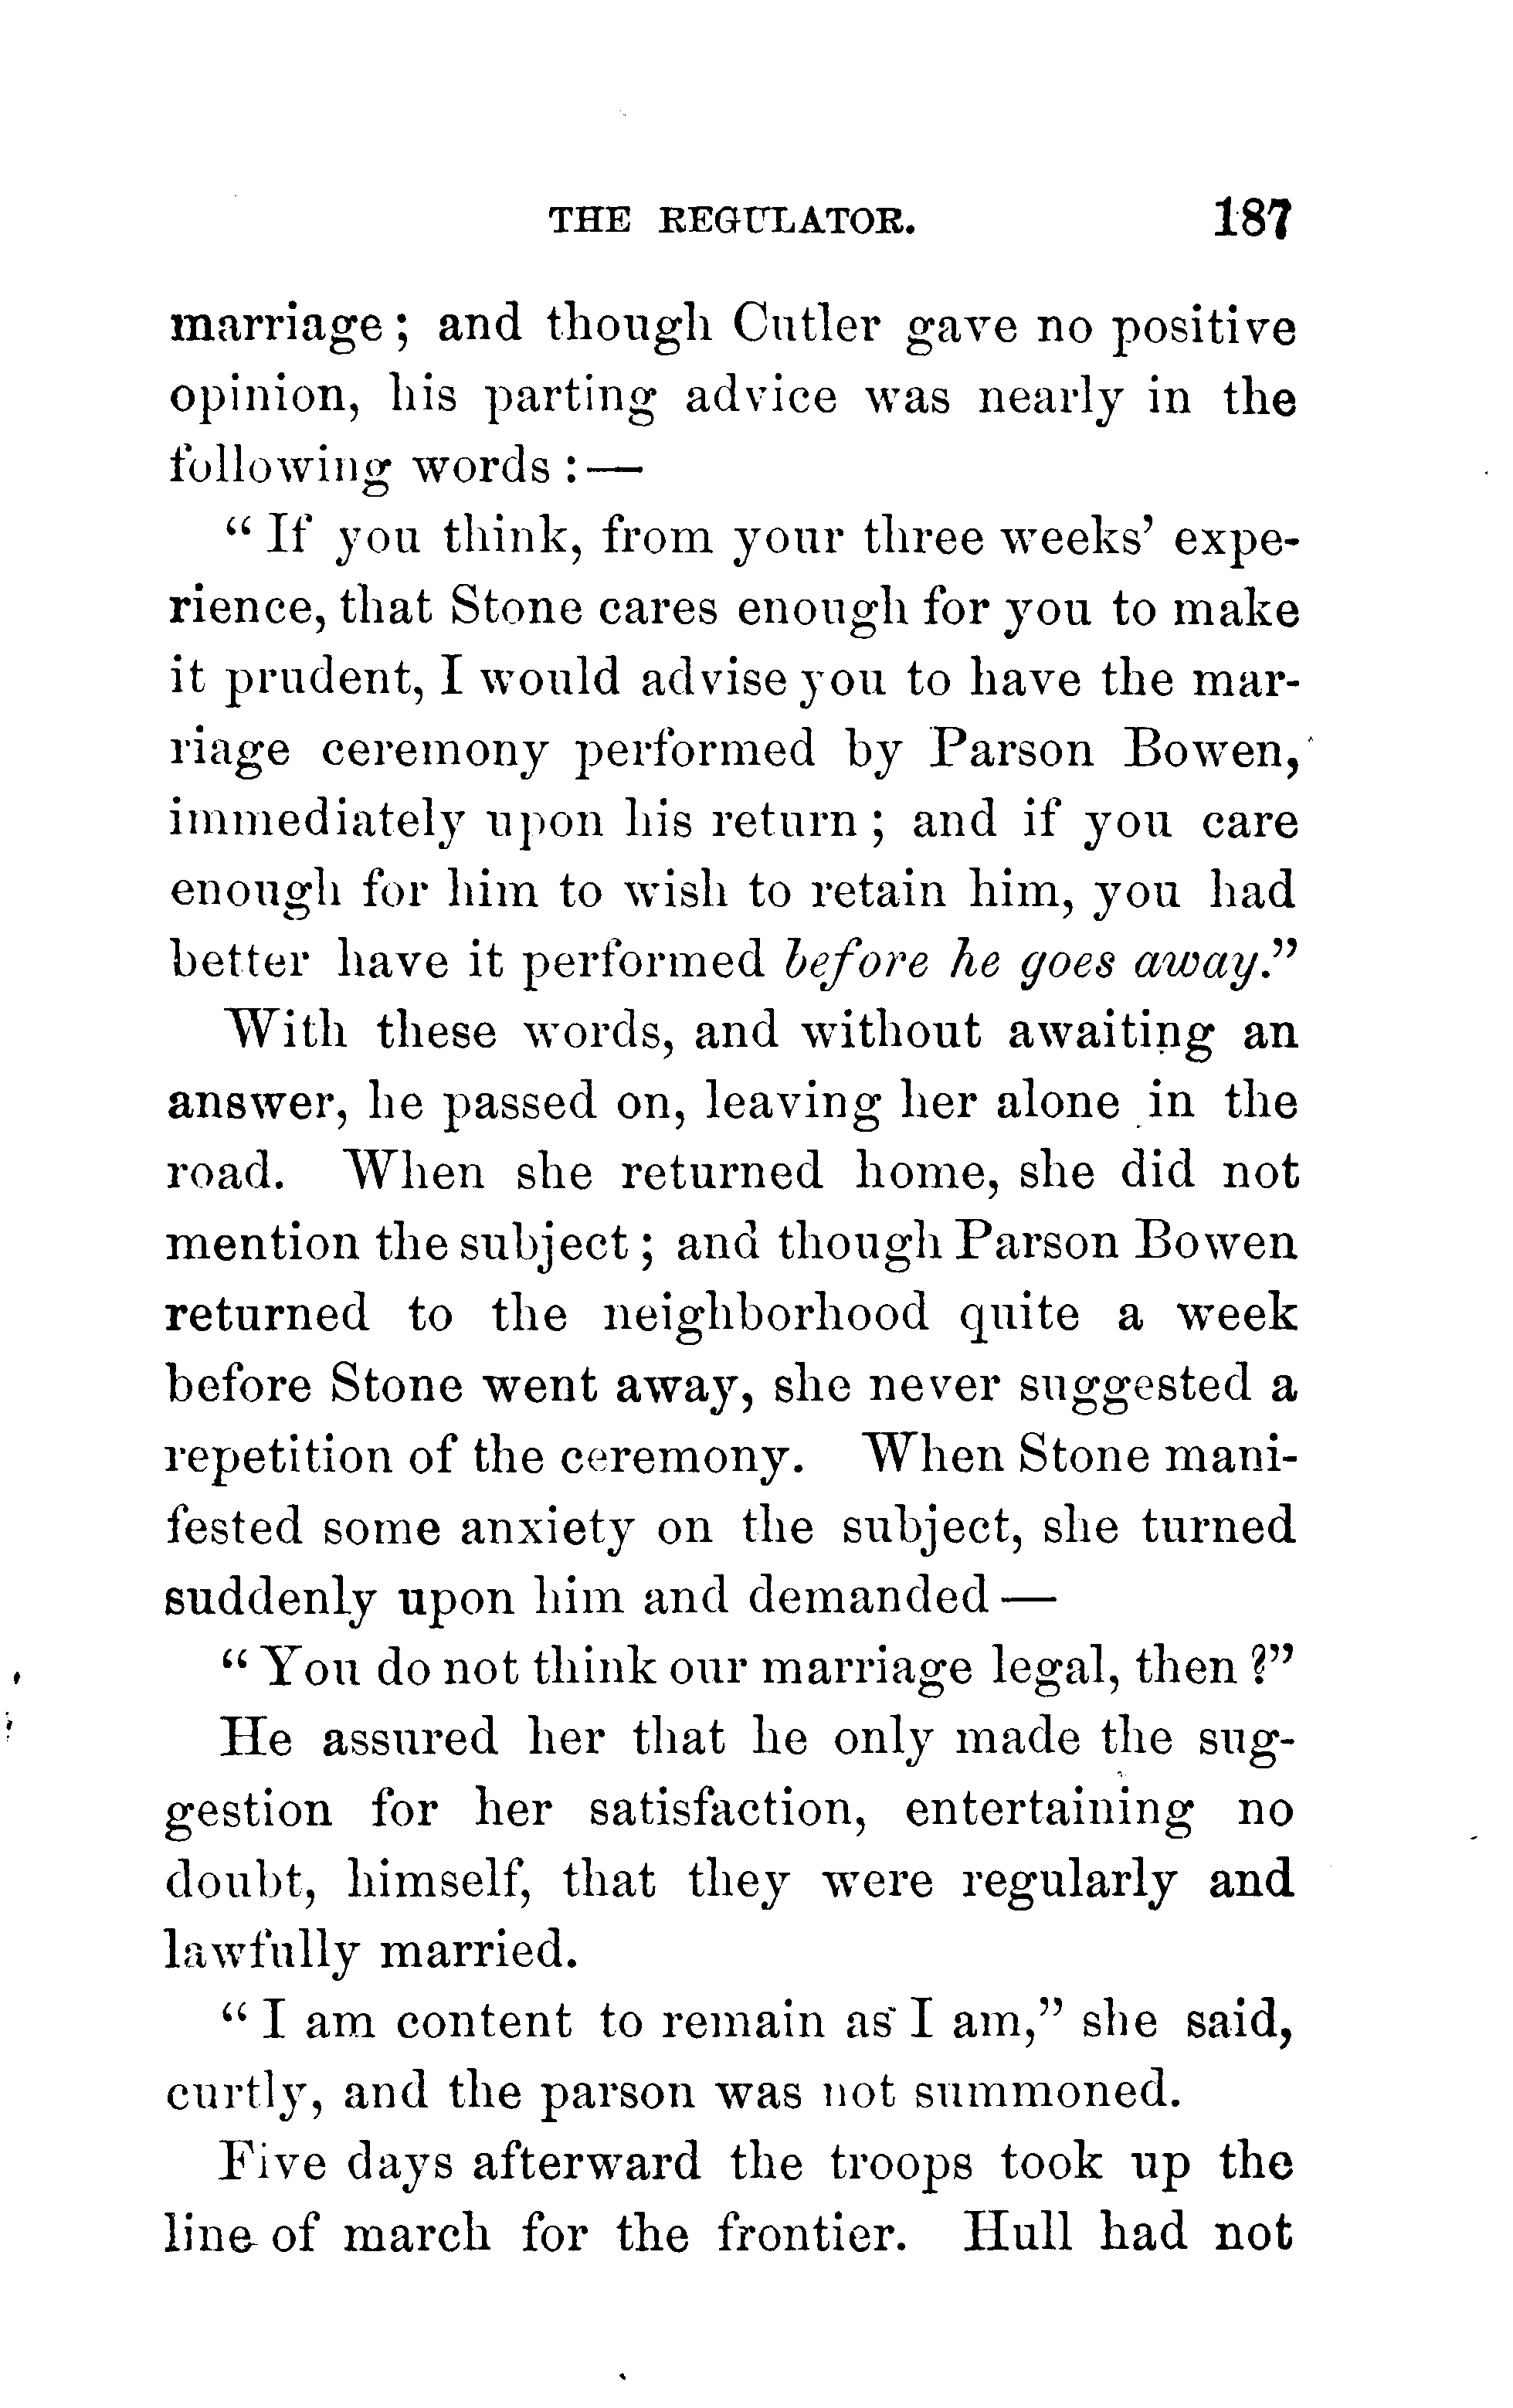 THE REGULATOR. 187
marriage; and though Cutler gave no positive
opinion, his parting advice was nearly in the
following words:—
"If you think, from your three weeks' expe-
rience, that Stone cares enough for you to make
it prudent, I would advise you to have the mar-
riage ceremony performed by Parson Bowen,
immediately upon his return; and if you care
enough for him to wish to retain him, you had
better have it performed before he goes away."
With these words, and without awaiting an
answer, he passed on, leaving her alone in the
road. When she returned home, she did not
mention the subject; and though Parson Bowen
returned to the neighborhood quite a week
before Stone went away, she never suggested a
repetition of the ceremony. When Stone mani-
fested some anxiety on the subject, she turned
suddenly upon him and demanded—
"You do not think our marriage legal, then?"
He assured her that he only made the sug-
gestion for her satisfaction, entertaining no
doubt, himself, that they were regularly and
lawfully married.
"I am content to remain as I am," she said,
curtly, and the parson was not summoned.
Five days afterward the troops took up the
line of march for the frontier. Hull had not